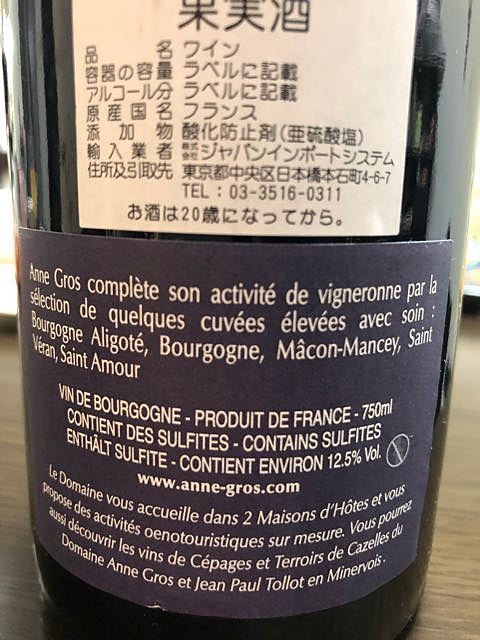 果実酒
品 名 ワイン
容器の容量 ラベルに記載
アルコール分 ラベルに記載
原産国名 フランス
添加物 酸化防止剤(亜硫酸塩)
輸入業者 株式会社ジャパンインポートシステム
住所及引取先 東京都中央区日本橋本石町4-6-7
TEL:03-3516-0311
お酒は20歳になってから。
Anne Gros complète son activité de vigneronne par la
sélection de quelques cuvées élevées avec soin :
Bourgogne Aligoté, Bourgogne, Mâcon-Mancey, Saint
Véran, Saint Amour
VIN DE BOURGOGNE - PRODUIT DE FRANCE - 750ml
CONTIENT DES SULFITES - CONTAINS SULFITES
ENTHÂLT SULFITE - CONTIENT ENVIRON 12.5% Vol.
www.anne-gros.com
Le Domaine vous accueille dans 2 Maisons d'Hôtes et vous
propose des activités oenotouristiques sur mesure. Vous pourrez
aussi découvrir les vins de Cépages et Terroirs de Cazelles du
Domaine Anne Gros et Jean Paul Tollot en Minervois.